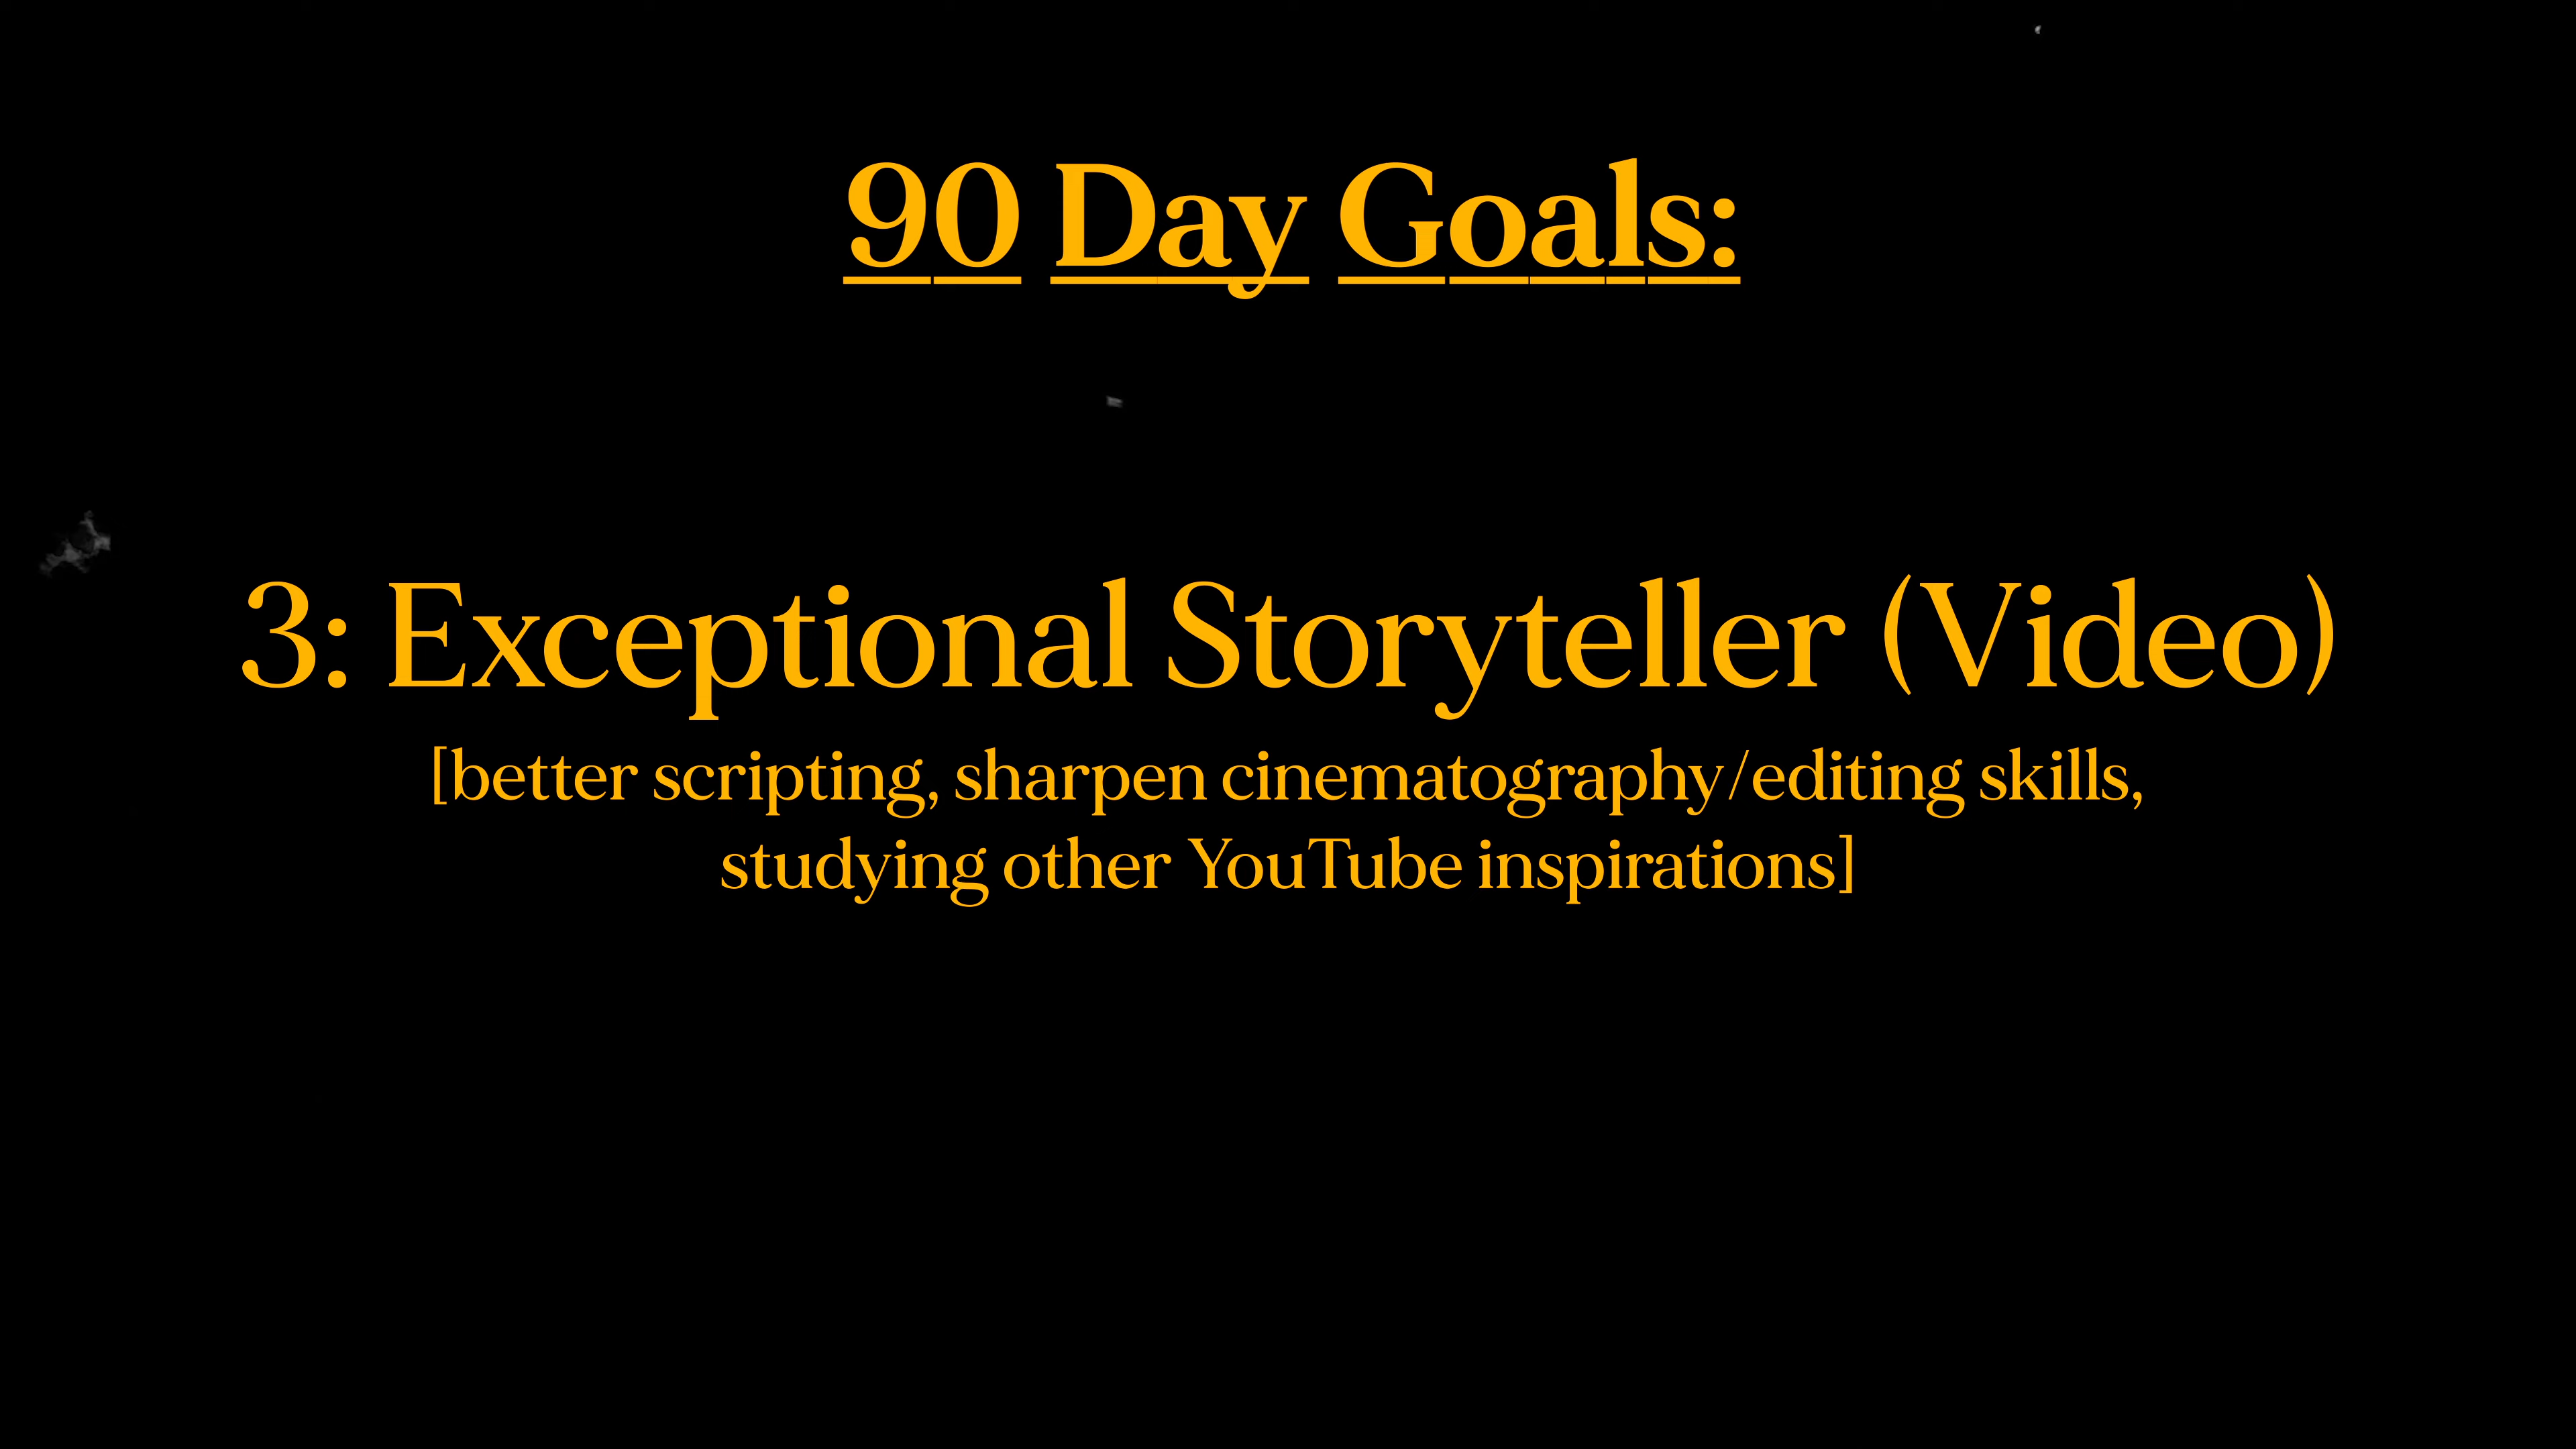 90 Day Goals:
3: Exceptional Storyteller (Video)
[better scripting, sharpen cinematography/editing skills,
studying other YouTube inspirations]